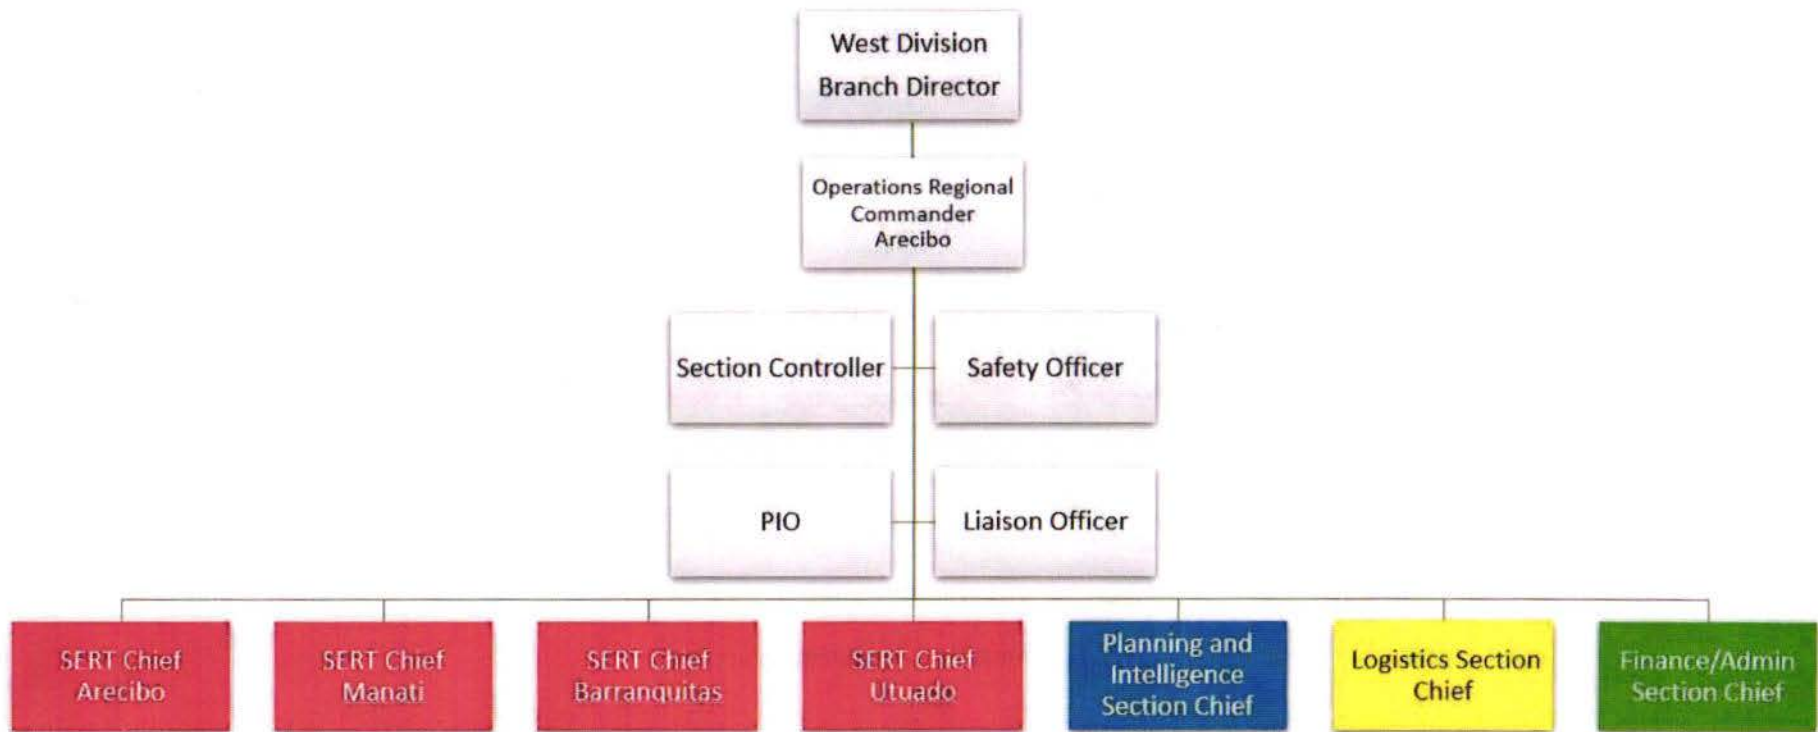 West Division
Branch Director
Operations Regional
Commander
Arecibo
Section Controller
Safety Officer
PIO
Liaison Officer
SERT Chief
Arecibo
SERT Chief
Manati
SERT Chief
Barranquitas
SERT Chief
Utuado
Planning and
Intelligence
Section Chief
Logistics Section
Chief
Finance/Admin
Section Chief